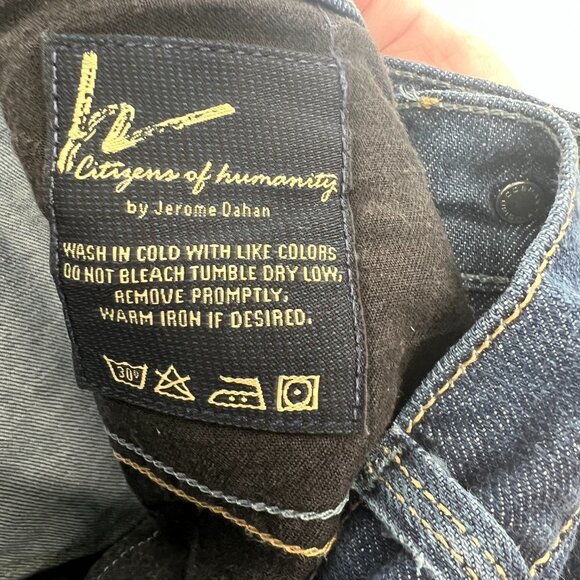 Citizens of humanity
by Jerome Dahan
WASH IN COLD WITH LIKE COLORS
DO NOT BLEACH TUMBLE DRY LOW,
REMOVE PROMPTLY,
WARM IRON IF DESIRED.
30°